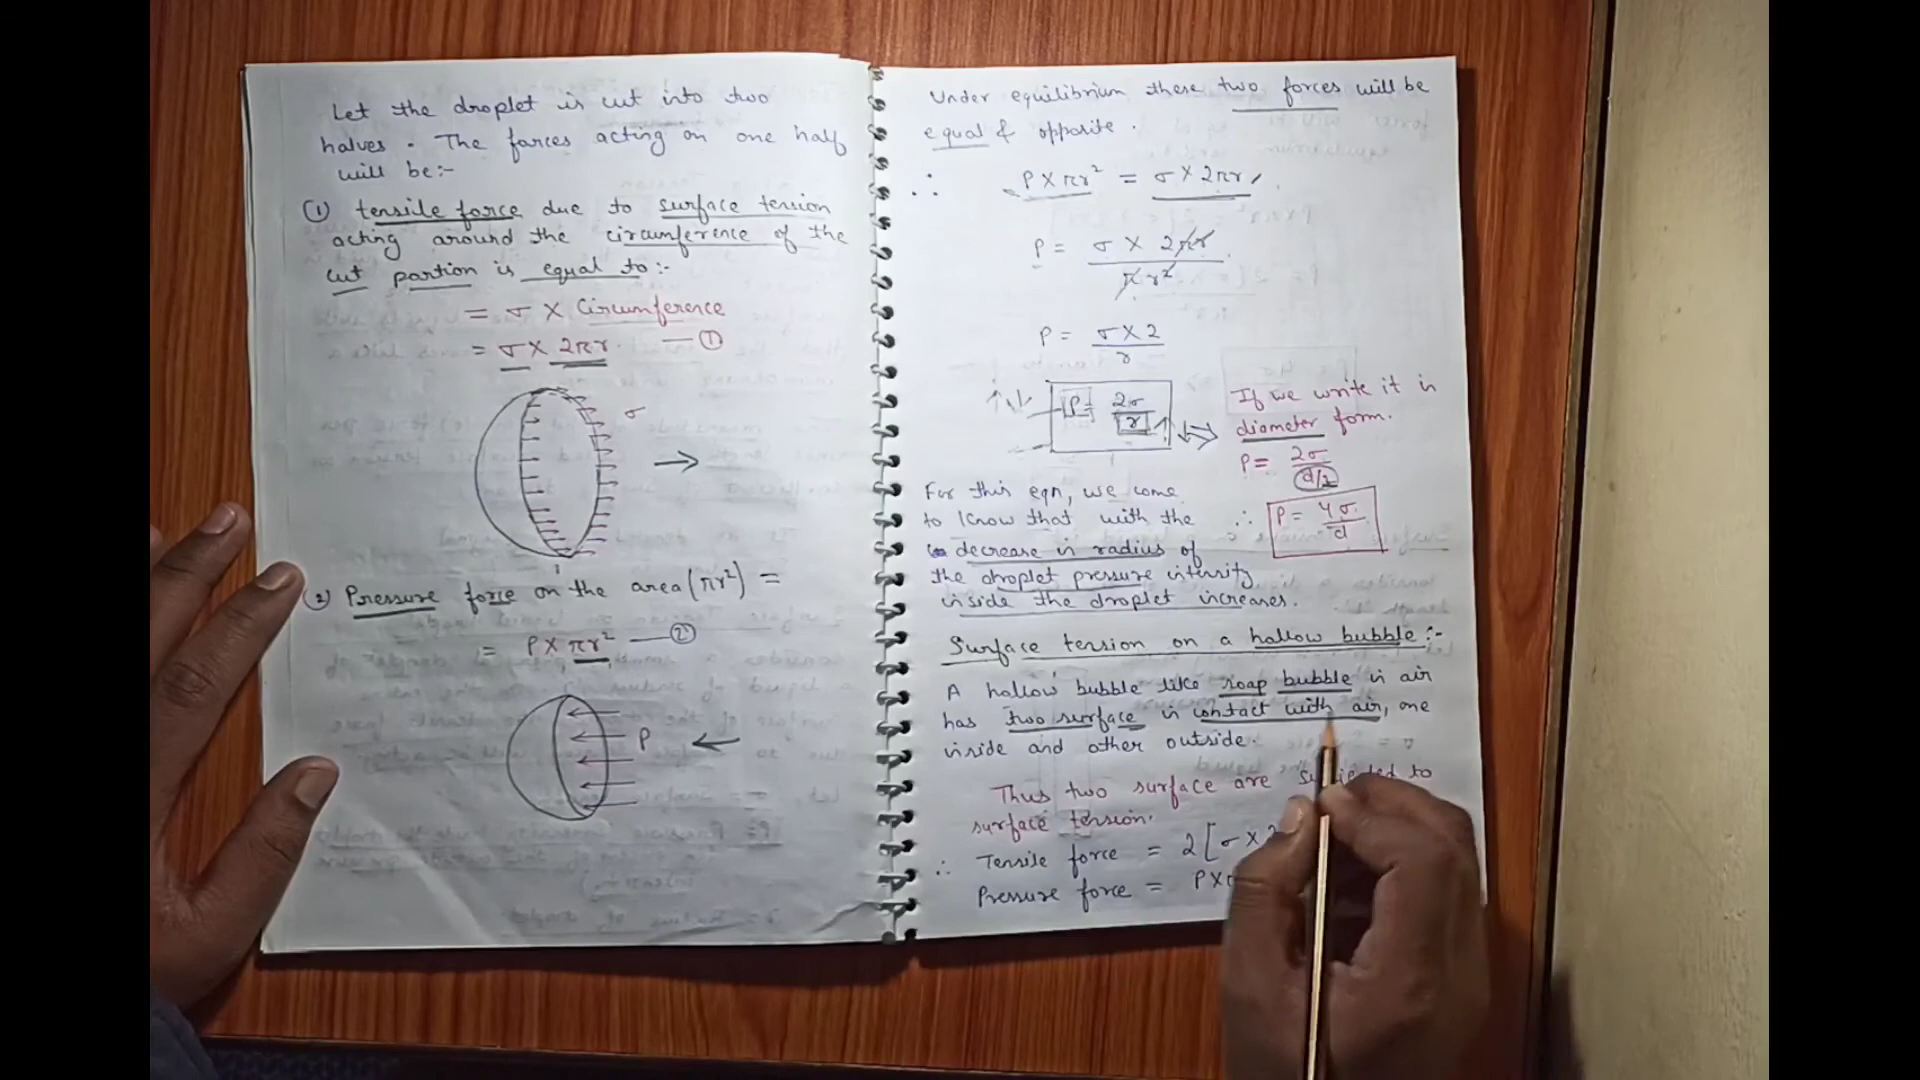 Let the droplet is cut into two
halves. The forces acting on one half
will be:-
(1) tensile force due to surface tension
acting around the circumference of the
cut portion is equal to:-
= σ × Circumference
= σ × 2πr. — (1)
σ
(2) Pressure force on the area (πr²) =
= P × πr² — (2)
P
Under equilibrium these two forces will be
equal & opposite.
∴ P × πr² = σ × 2πr
P = σ × 2πr / πr²
P = σ × 2 / r
P = 2σ / r
If we write it in
diameter form.
P = 2σ / d/2
∴ P = 4σ / d
For this eqn, we come
to know that with the
decrease in radius of
the droplet pressure intensity
inside the droplet increases.
Surface tension on a hollow bubble:-
A hollow bubble like soap bubble in air
has two surface in contact with air, one
inside and other outside.
Thus two surface are to
surface tension.
∴ Tensile force = 2[σ ×
Pressure force = P×